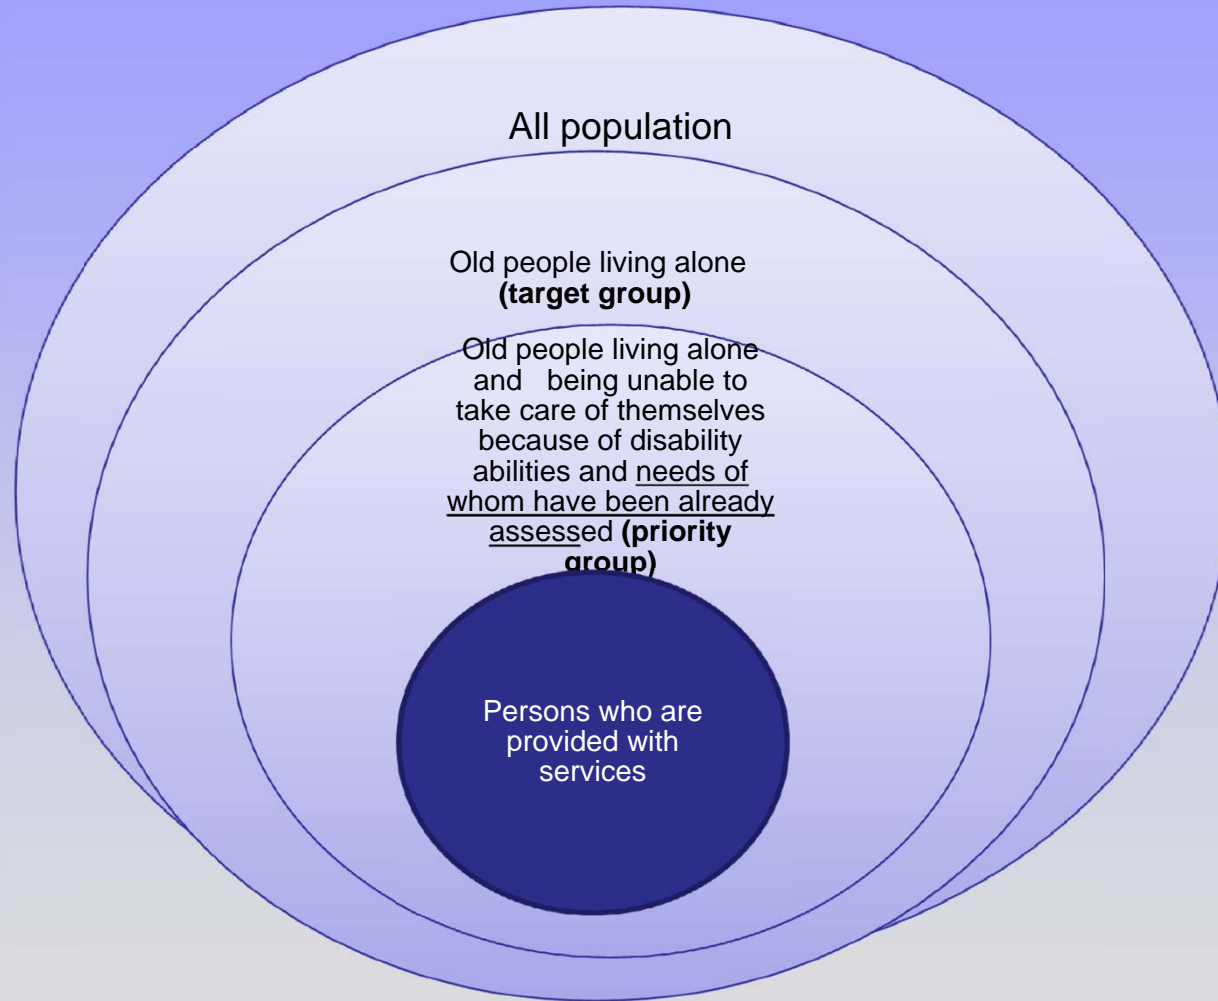 All population
Old people living alone
(target group)
Old people living alone
and being unable to
take care of themselves
because of disability
abilities and needs of
whom have been already
assessed (priority
group)
Persons who are
provided with
services